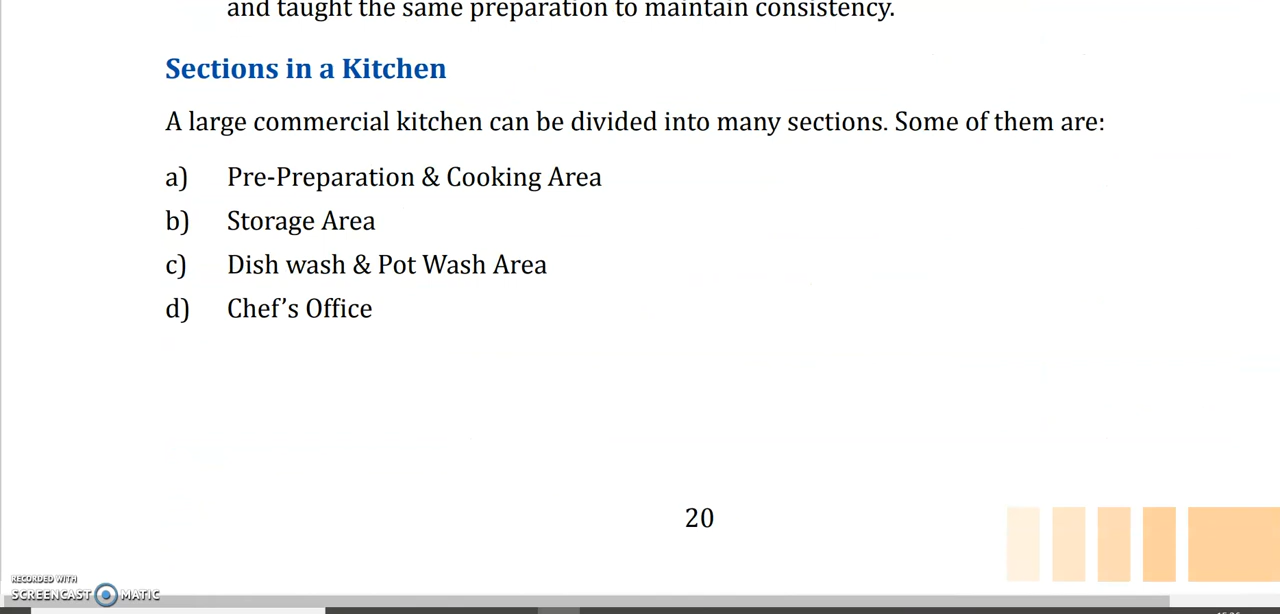 and taught the same preparation to maintain consistency.
Sections in a Kitchen
A large commercial kitchen can be divided into many sections. Some of them are:
a) Pre-Preparation & Cooking Area
b) Storage Area
c) Dish wash & Pot Wash Area
d) Chef's Office
20
RECORDED WITH
SCREENCAST MATIC